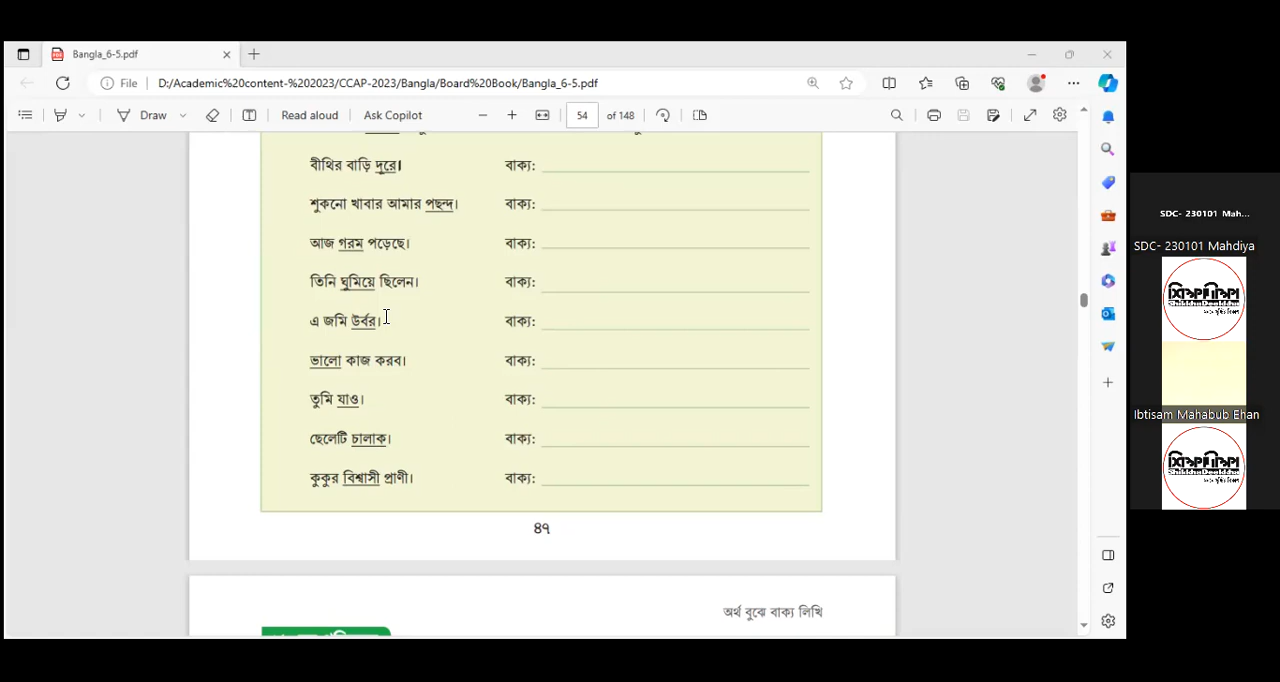 Bangla_6-5.pdf
File D:/Academic%20content-%202023/CCAP-2023/Bangla/Board%20Book/Bangla_6-5.pdf
Draw Read aloud Ask Copilot 54 of 148
বীথির বাড়ি দূরে। বাক্য:
শুকনো খাবার আমার পছন্দ। বাক্য:
আজ গরম পড়েছে। বাক্য:
তিনি ঘুমিয়ে ছিলেন। বাক্য:
এ জমি উর্বর। বাক্য:
ভালো কাজ করব। বাক্য:
তুমি যাও। বাক্য:
ছেলেটি চালাক। বাক্য:
কুকুর বিশ্বাসী প্রাণী। বাক্য:
৪৭
অর্থ বুঝে বাক্য লিখি
SDC- 230101 Mah...
SDC- 230101 Mahdiya
Ibtisam Mahabub Ehan